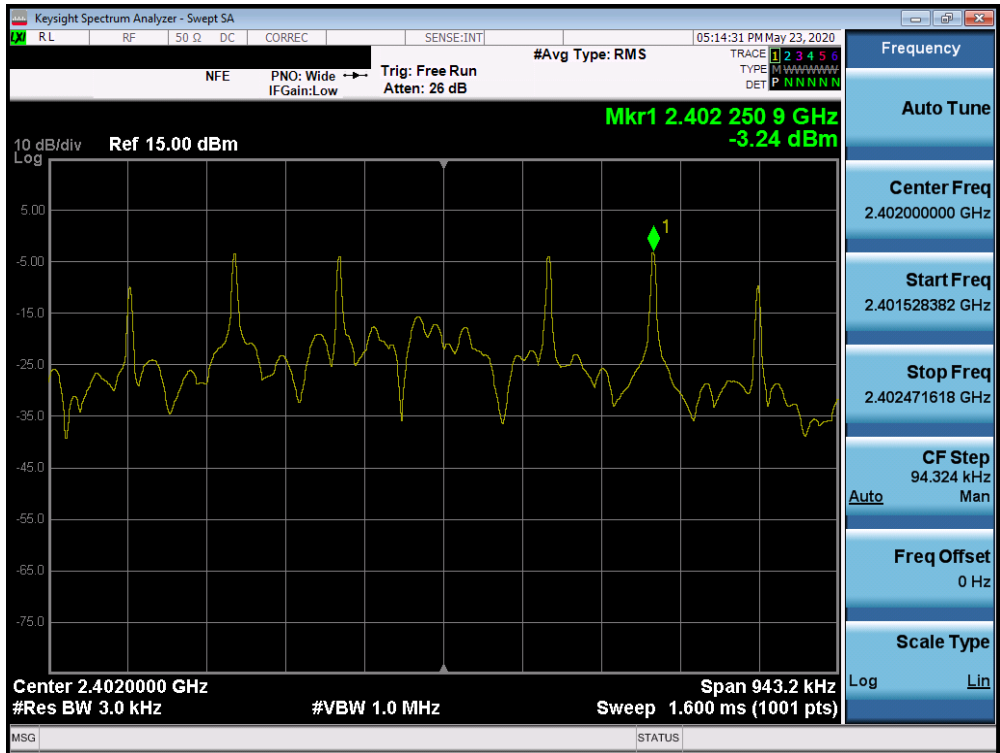 Keysight Spectrum Analyzer - Swept SA
LXI RL RF 50 Ω DC CORREC SENSE:INT 05:14:31 PM May 23, 2020
NFE PNO: Wide Trig: Free Run #Avg Type: RMS TRACE 1 2 3 4 5 6
IFGain:Low Atten: 26 dB TYPE M WWWWW
DET P N N N N N
Mkr1 2.402 250 9 GHz
-3.24 dBm
10 dB/div Ref 15.00 dBm
Log
1
5.00
-5.00
-15.0
-25.0
-35.0
-45.0
-55.0
-65.0
-75.0
Center 2.4020000 GHz Span 943.2 kHz
#Res BW 3.0 kHz #VBW 1.0 MHz Sweep 1.600 ms (1001 pts)
MSG STATUS
Frequency
Auto Tune
Center Freq
2.402000000 GHz
Start Freq
2.401528382 GHz
Stop Freq
2.402471618 GHz
CF Step
94.324 kHz
Auto Man
Freq Offset
0 Hz
Scale Type
Log Lin